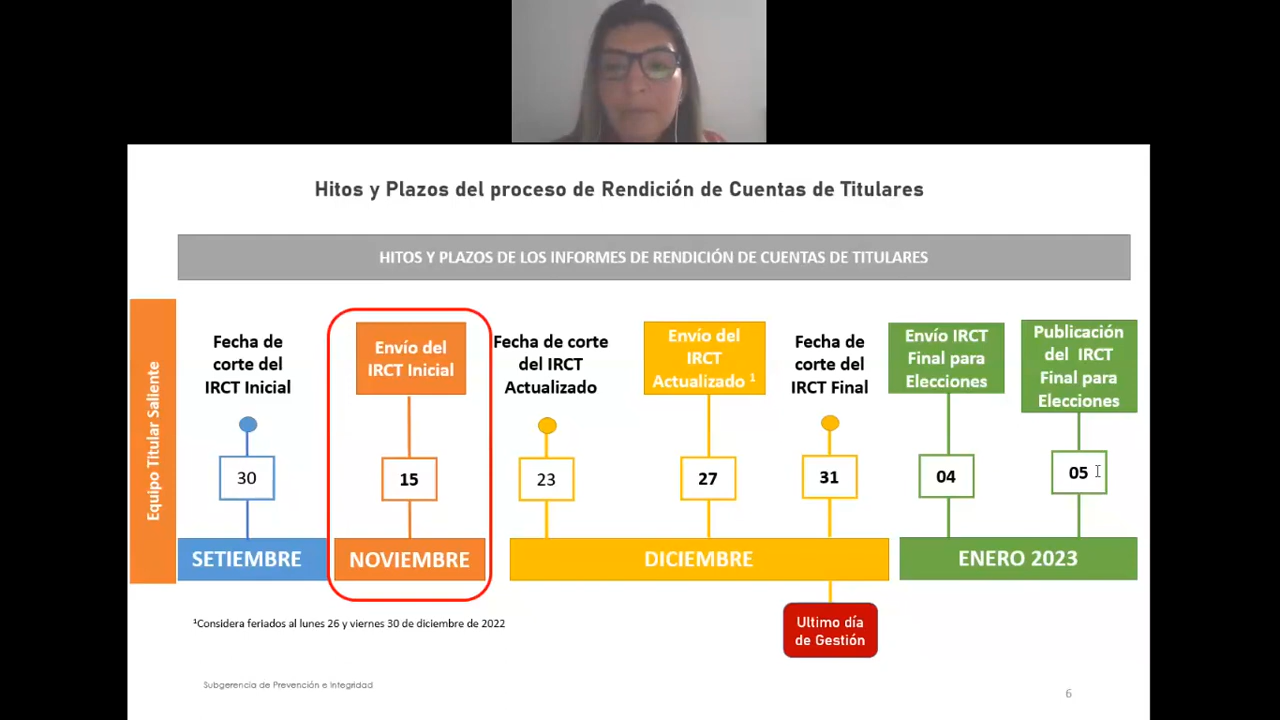 Hitos y Plazos del proceso de Rendición de Cuentas de Titulares
HITOS Y PLAZOS DE LOS INFORMES DE RENDICIÓN DE CUENTAS DE TITULARES
Equipo Titular Saliente
Fecha de
corte del
IRCT Inicial
Envío del
IRCT Inicial
Fecha de corte
del IRCT
Actualizado
Envío del
IRCT
Actualizado ¹
Fecha de
corte del
IRCT Final
Envío IRCT
Final para
Elecciones
Publicación
del IRCT
Final para
Elecciones
30
15
23
27
31
04
05
SETIEMBRE
NOVIEMBRE
DICIEMBRE
ENERO 2023
Ultimo día
de Gestión
¹Considera feriados al lunes 26 y viernes 30 de diciembre de 2022
Subgerencia de Prevención e Integridad
6